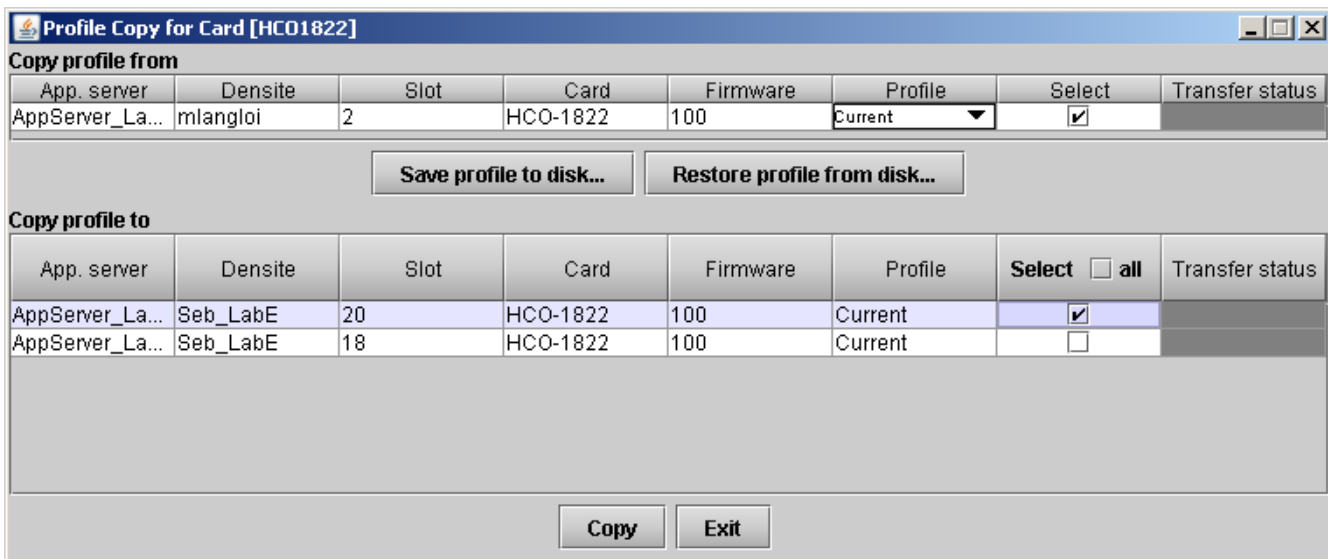 Profile Copy for Card [HCO1822]
Copy profile from
App. server Densite Slot Card Firmware Profile Select Transfer status
AppServer_La... mlangloi 2 HCO-1822 100 Current
Save profile to disk... Restore profile from disk...
Copy profile to
App. server Densite Slot Card Firmware Profile Select all Transfer status
AppServer_La... Seb_LabE 20 HCO-1822 100 Current
AppServer_La... Seb_LabE 18 HCO-1822 100 Current
Copy Exit